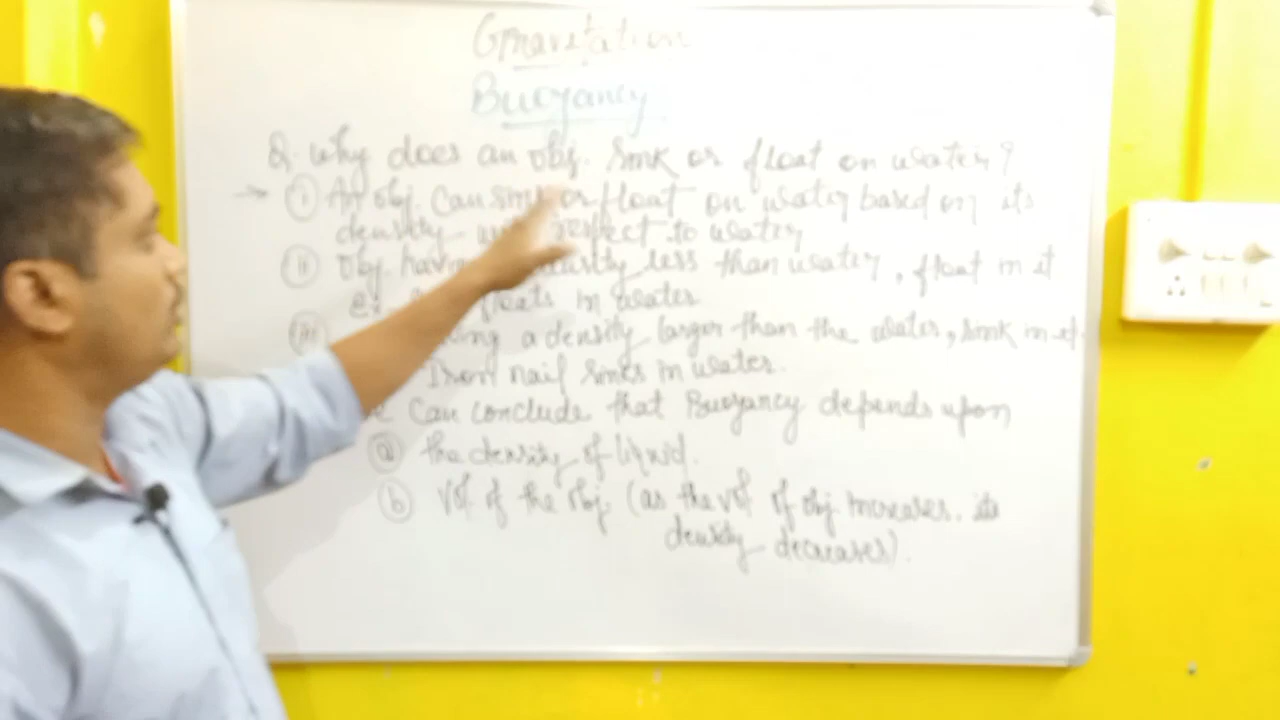 Gravitation
Buoyancy
Q. Why does an obj. sink or float on water?
→ (i) An obj. can sink or float on water based on its
density with respect to water
(ii) Obj. having density less than water, float in it
Ex: floats in water
(iii) a density larger than the water, sink in it.
Iron nail sinks in water.
can conclude that Buoyancy depends upon
(a) the density of liquid.
(b) Vol. of the obj. (as the vol. of obj. increases. its
density decreases).